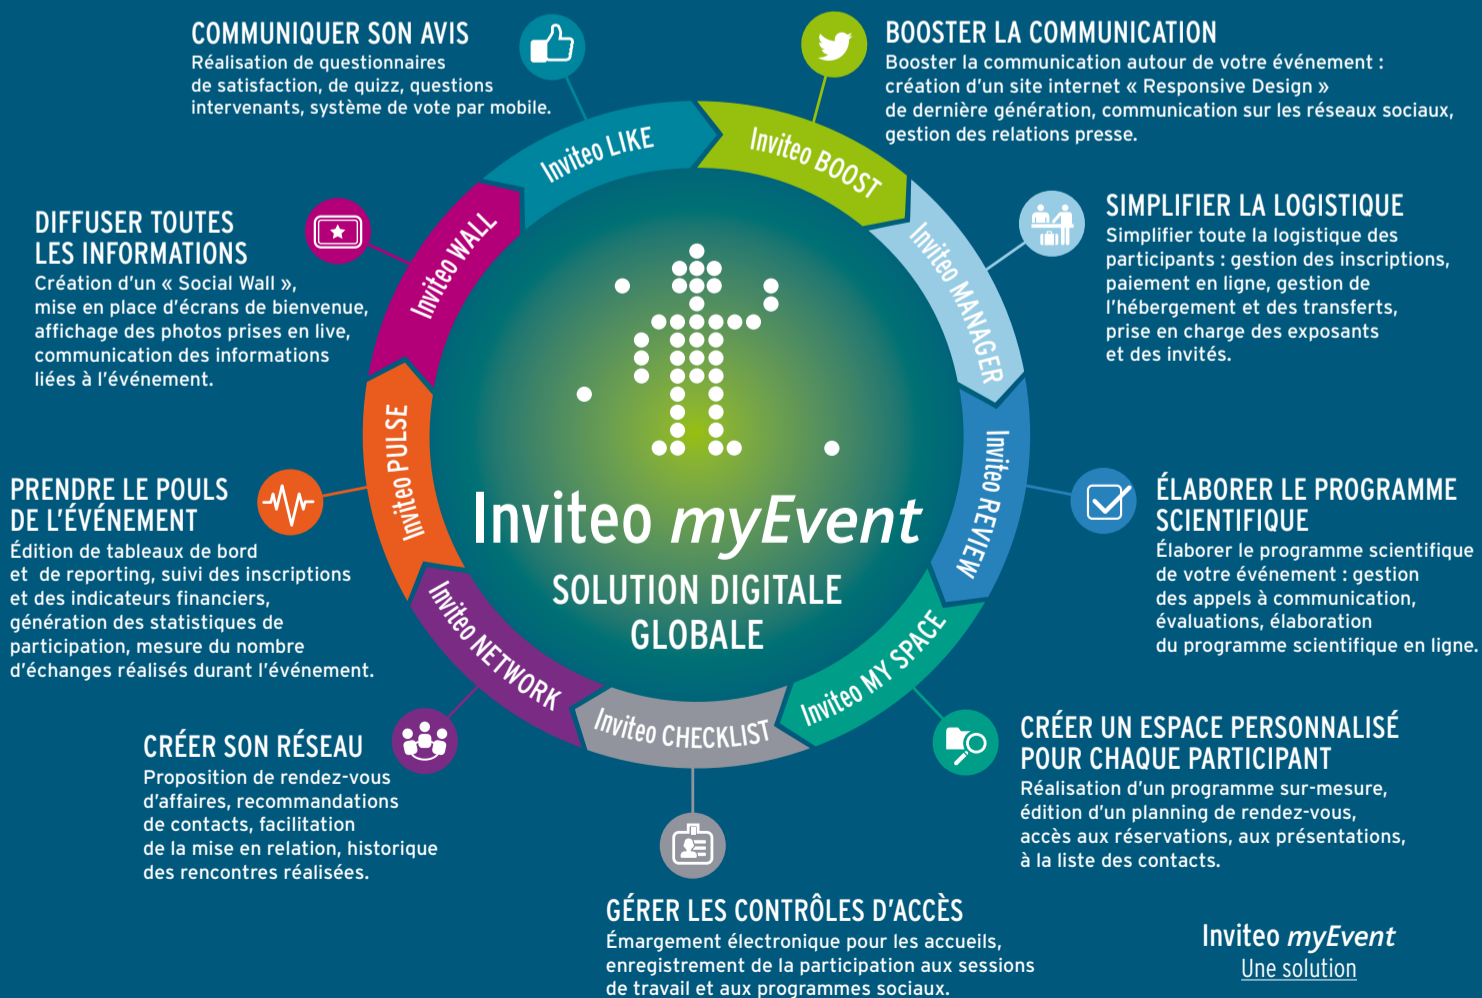 COMMUNIQUER SON AVIS
Réalisation de questionnaires
de satisfaction, de quizz, questions
intervenants, système de vote par mobile.
BOOSTER LA COMMUNICATION
Booster la communication autour de votre événement :
création d'un site internet « Responsive Design »
de dernière génération, communication sur les réseaux sociaux,
gestion des relations presse.
SIMPLIFIER LA LOGISTIQUE
Simplifier toute la logistique des
participants : gestion des inscriptions,
paiement en ligne, gestion de
l'hébergement et des transferts,
prise en charge des exposants
et des invités.
ÉLABORER LE PROGRAMME
SCIENTIFIQUE
Élaborer le programme scientifique
de votre événement : gestion
des appels à communication,
évaluations, élaboration
du programme scientifique en ligne.
CRÉER UN ESPACE PERSONNALISÉ
POUR CHAQUE PARTICIPANT
Réalisation d'un programme sur-mesure,
édition d'un planning de rendez-vous,
accès aux réservations, aux présentations,
à la liste des contacts.
GÉRER LES CONTRÔLES D'ACCÈS
Émargement électronique pour les accueils,
enregistrement de la participation aux sessions
de travail et aux programmes sociaux.
CRÉER SON RÉSEAU
Proposition de rendez-vous
d'affaires, recommandations
de contacts, facilitation
de la mise en relation, historique
des rencontres réalisées.
PRENDRE LE POULS
DE L'ÉVÉNEMENT
Édition de tableaux de bord
et de reporting, suivi des inscriptions
et des indicateurs financiers,
génération des statistiques de
participation, mesure du nombre
d'échanges réalisés durant l'événement.
DIFFUSER TOUTES
LES INFORMATIONS
Création d'un « Social Wall »,
mise en place d'écrans de bienvenue,
affichage des photos prises en live,
communication des informations
liées à l'événement.
Inviteo LIKE
Inviteo BOOST
Inviteo MANAGER
Inviteo REVIEW
Inviteo MY SPACE
Inviteo CHECKLIST
Inviteo NETWORK
Inviteo PULSE
Inviteo WALL
Inviteo myEvent
SOLUTION DIGITALE
GLOBALE
Inviteo myEvent
Une solution